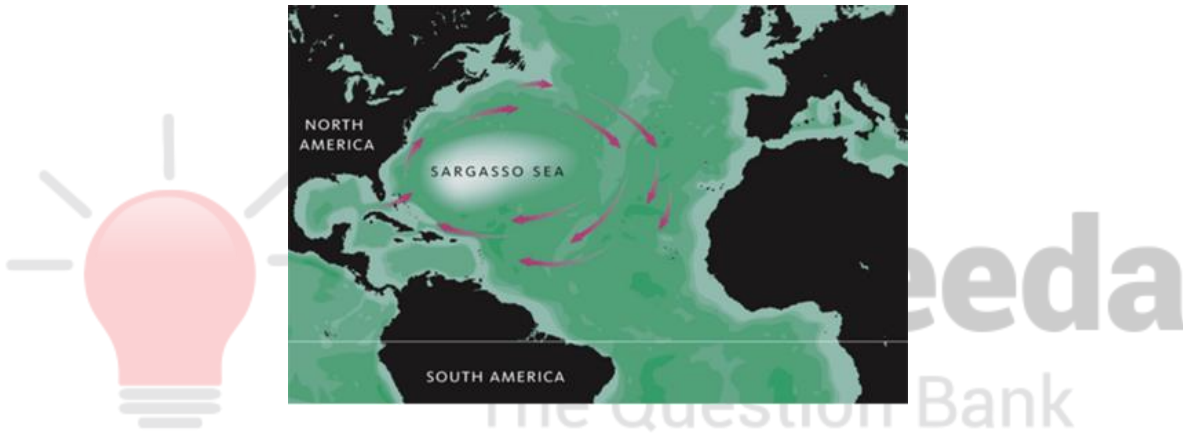 NORTH
AMERICA
SARGASSO SEA
SOUTH AMERICA
eeda
The Question Bank